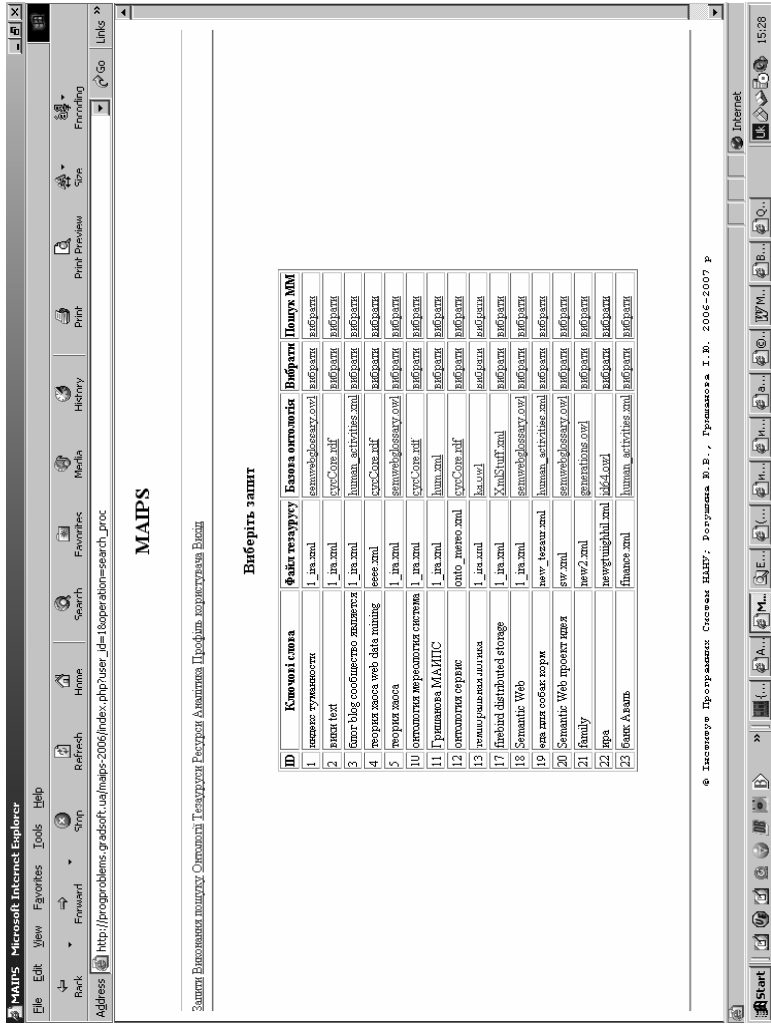 MAIPS Microsoft Internet Explorer
File Edit View Favorites Tools Help
Back Forward Stop Refresh Home Search Favorites Media History Print Print Preview Size Encoding
Address http://progproblems.gradsoft.ua/maips-2006/index.php?user_id=1&operation=search_proc Go Links »
MAIPS
Запити Виконання пошуку Онтології Тезауруси Ресурси Аналітика Профіль користувача Вихід
Виберіть запит
ID Ключові слова Файл тезаурусу Базова онтологія Вибрати Пошук ММ
1 индекс туманности 1_ira.xml semwebglossary.owl вибрати вибрати
2 вики text 1_ira.xml cycCore.rdf вибрати вибрати
3 блог blog сообщество является 1_ira.xml human_activities.xml вибрати вибрати
4 теория хаоса web data mining eeee.xml cycCore.rdf вибрати вибрати
5 теория хаоса 1_ira.xml semwebglossary.owl вибрати вибрати
10 онтология мереология система 1_ira.xml cycCore.rdf вибрати вибрати
11 Гришанова МАИПС 1_ira.xml hum.xml вибрати вибрати
12 онтология сервис onto_mereo.xml cycCore.rdf вибрати вибрати
13 темпоральная логика 1_ira.xml ka.owl вибрати вибрати
17 firebird distributed storage 1_ira.xml XmlStuff.xml вибрати вибрати
18 Semantic Web 1_ira.xml semwebglossary.owl вибрати вибрати
19 еда для собак корм new_tezaur.xml human_activities.xml вибрати вибрати
20 Semantic Web проект идея sw.xml semwebglossary.owl вибрати вибрати
21 family new2.xml generations.owl вибрати вибрати
22 ира newgtuiighhil.xml id64.owl вибрати вибрати
23 банк Аваль finance.xml human_activities.xml вибрати вибрати
© Інститут Програмних Систем НАНУ; Рогушина Ю.В., Гришанова І.Ю. 2006-2007 р
Internet
Start » {... A... M... E... (... и... и... а... ©... M... B... Q... Uk 15:28